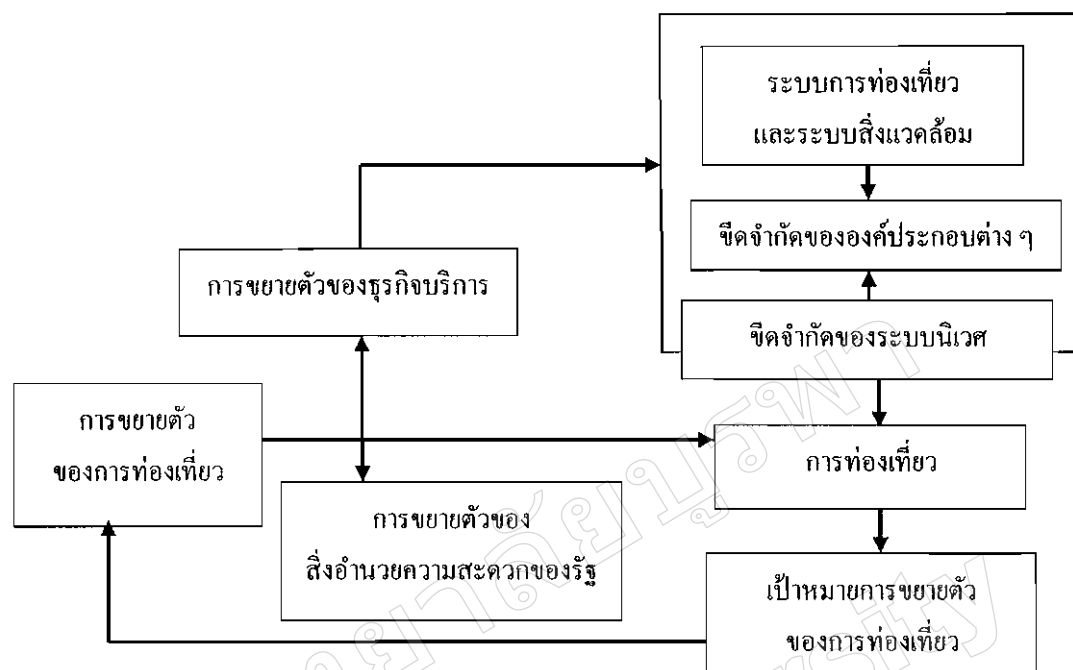 ระบบการท่องเที่ยว
และระบบสิ่งแวดล้อม
ขีดจำกัดขององค์ประกอบต่าง ๆ
การขยายตัวของธุรกิจบริการ
ขีดจำกัดของระบบนิเวศ
การขยายตัว
ของการท่องเที่ยว
การท่องเที่ยว
การขยายตัวของ
สิ่งอำนวยความสะดวกของรัฐ
เป้าหมายการขยายตัว
ของการท่องเที่ยว